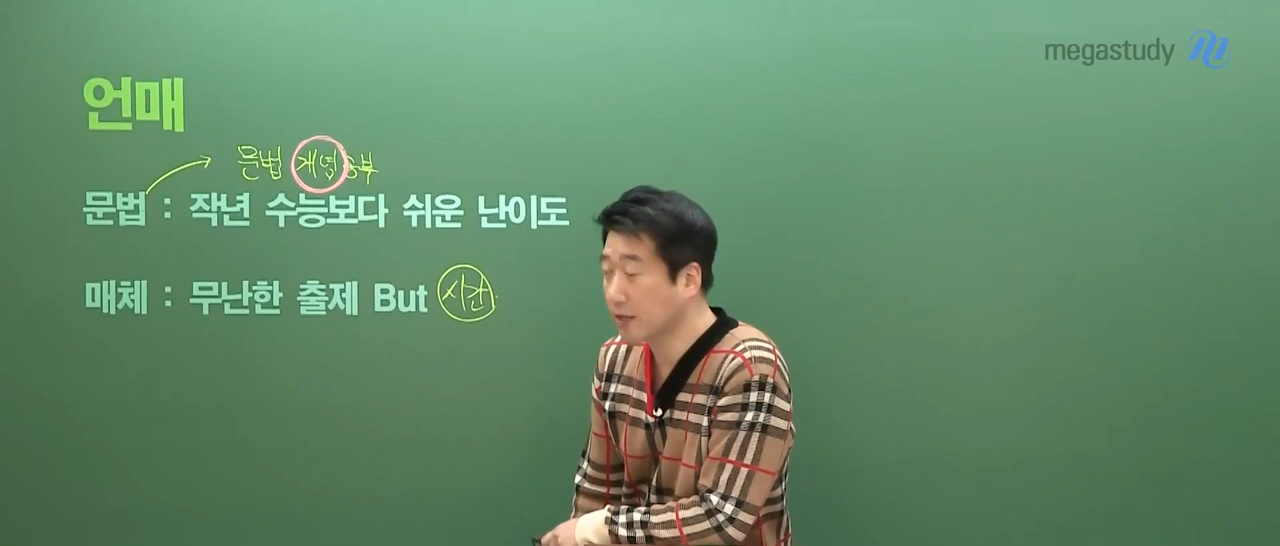 megastudy
언매
문법 개념 공부
문법 : 작년 수능보다 쉬운 난이도
매체 : 무난한 출제 But 시간